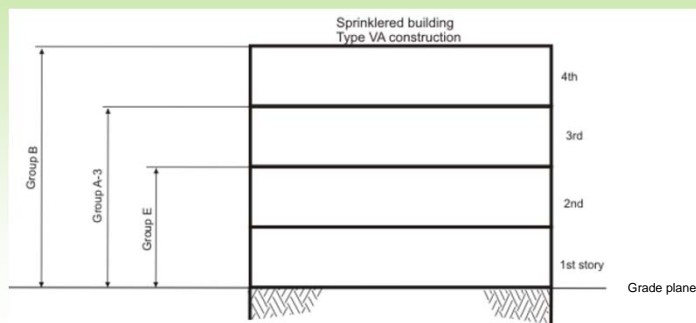 Sprinklered building
Type VA construction
4th
3rd
2nd
1st story
Grade plane
Group B
Group A-3
Group E